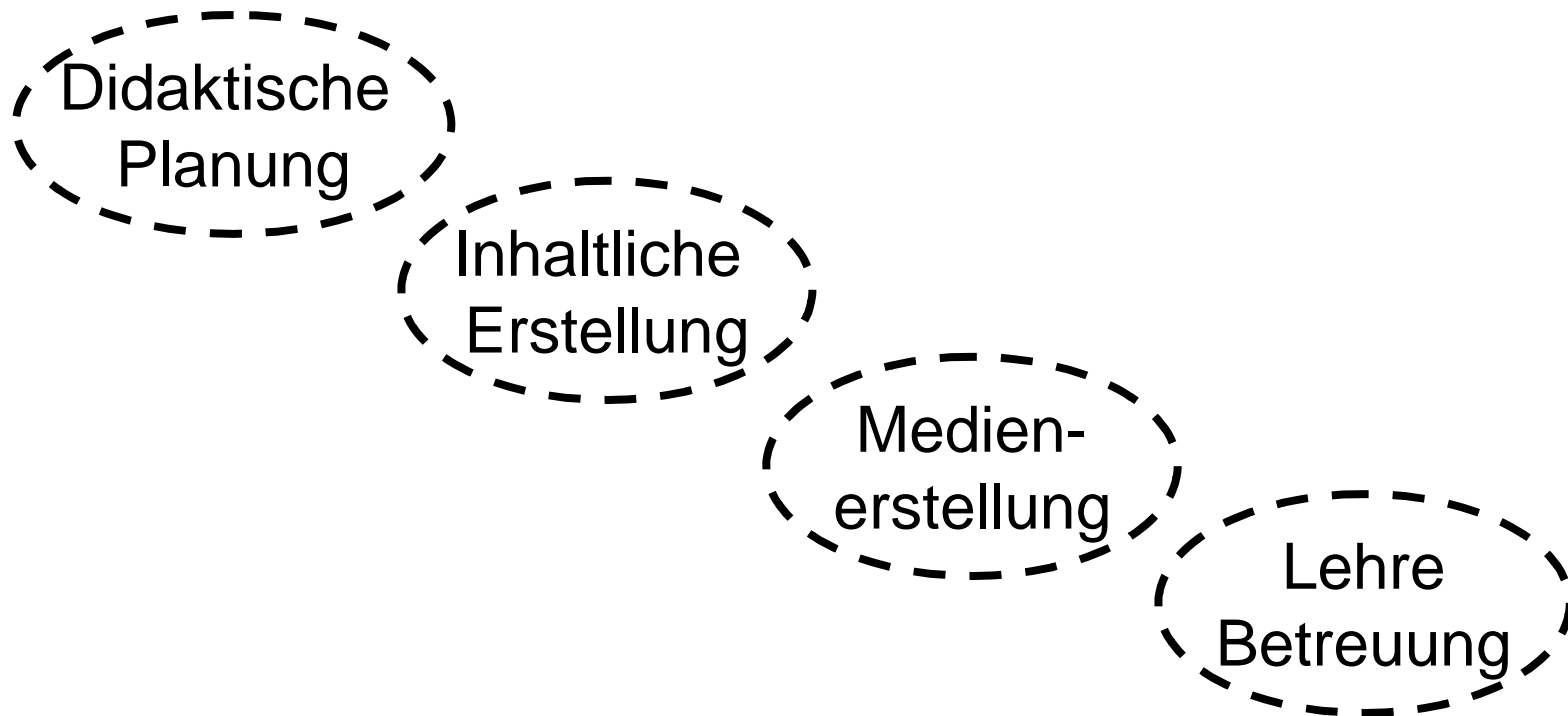 Didaktische
Planung
Inhaltliche
Erstellung
Medien-
erstellung
Lehre
Betreuung